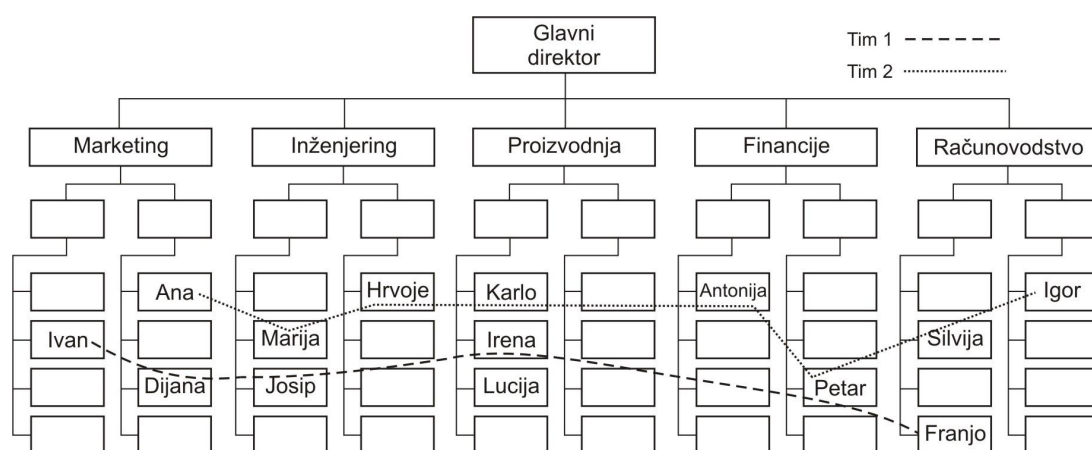 Glavni
direktor
Tim 1
Tim 2
Marketing
Inženjering
Proizvodnja
Financije
Računovodstvo
Ana
Hrvoje
Karlo
Antonija
Igor
Ivan
Marija
Irena
Silvija
Dijana
Josip
Lucija
Petar
Franjo